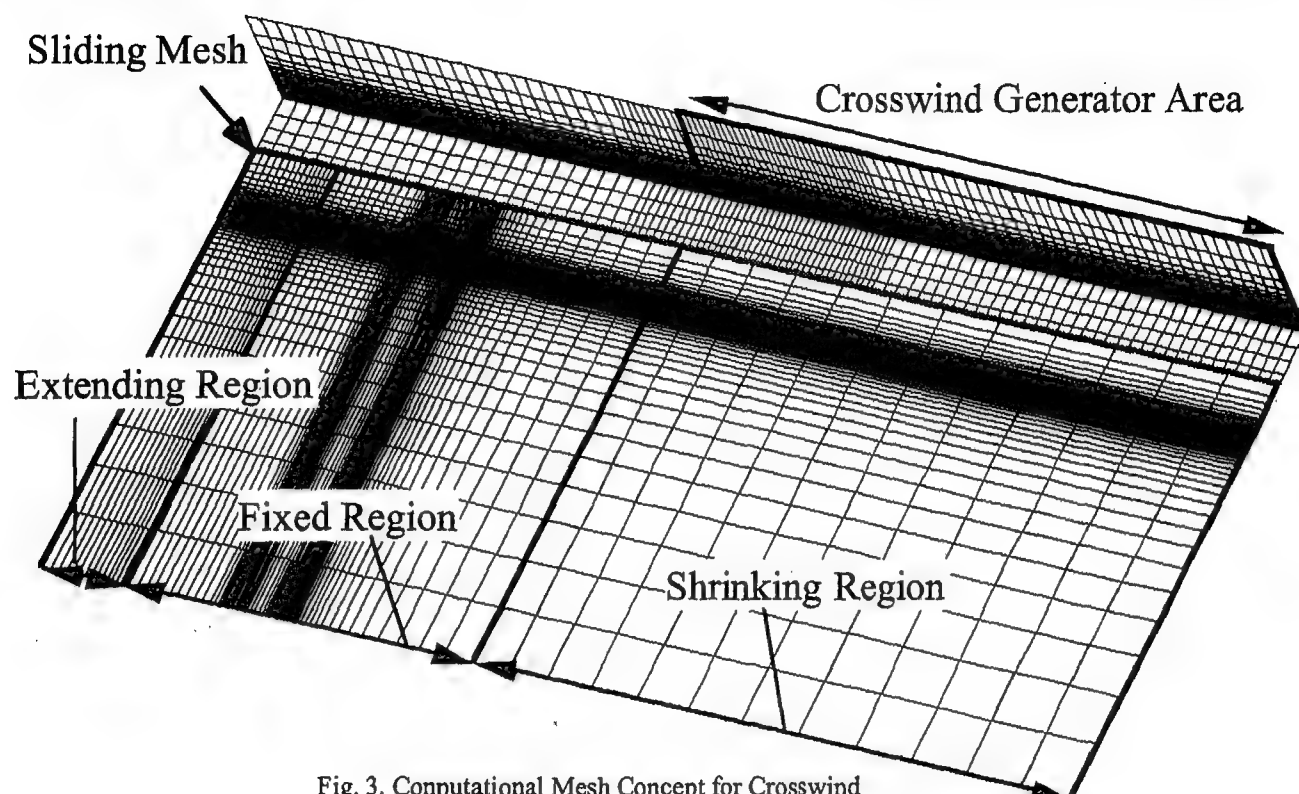 Sliding Mesh
Crosswind Generator Area
Extending Region
Fixed Region
Shrinking Region
Fig. 3. Conputational Mesh Concept for Crosswind